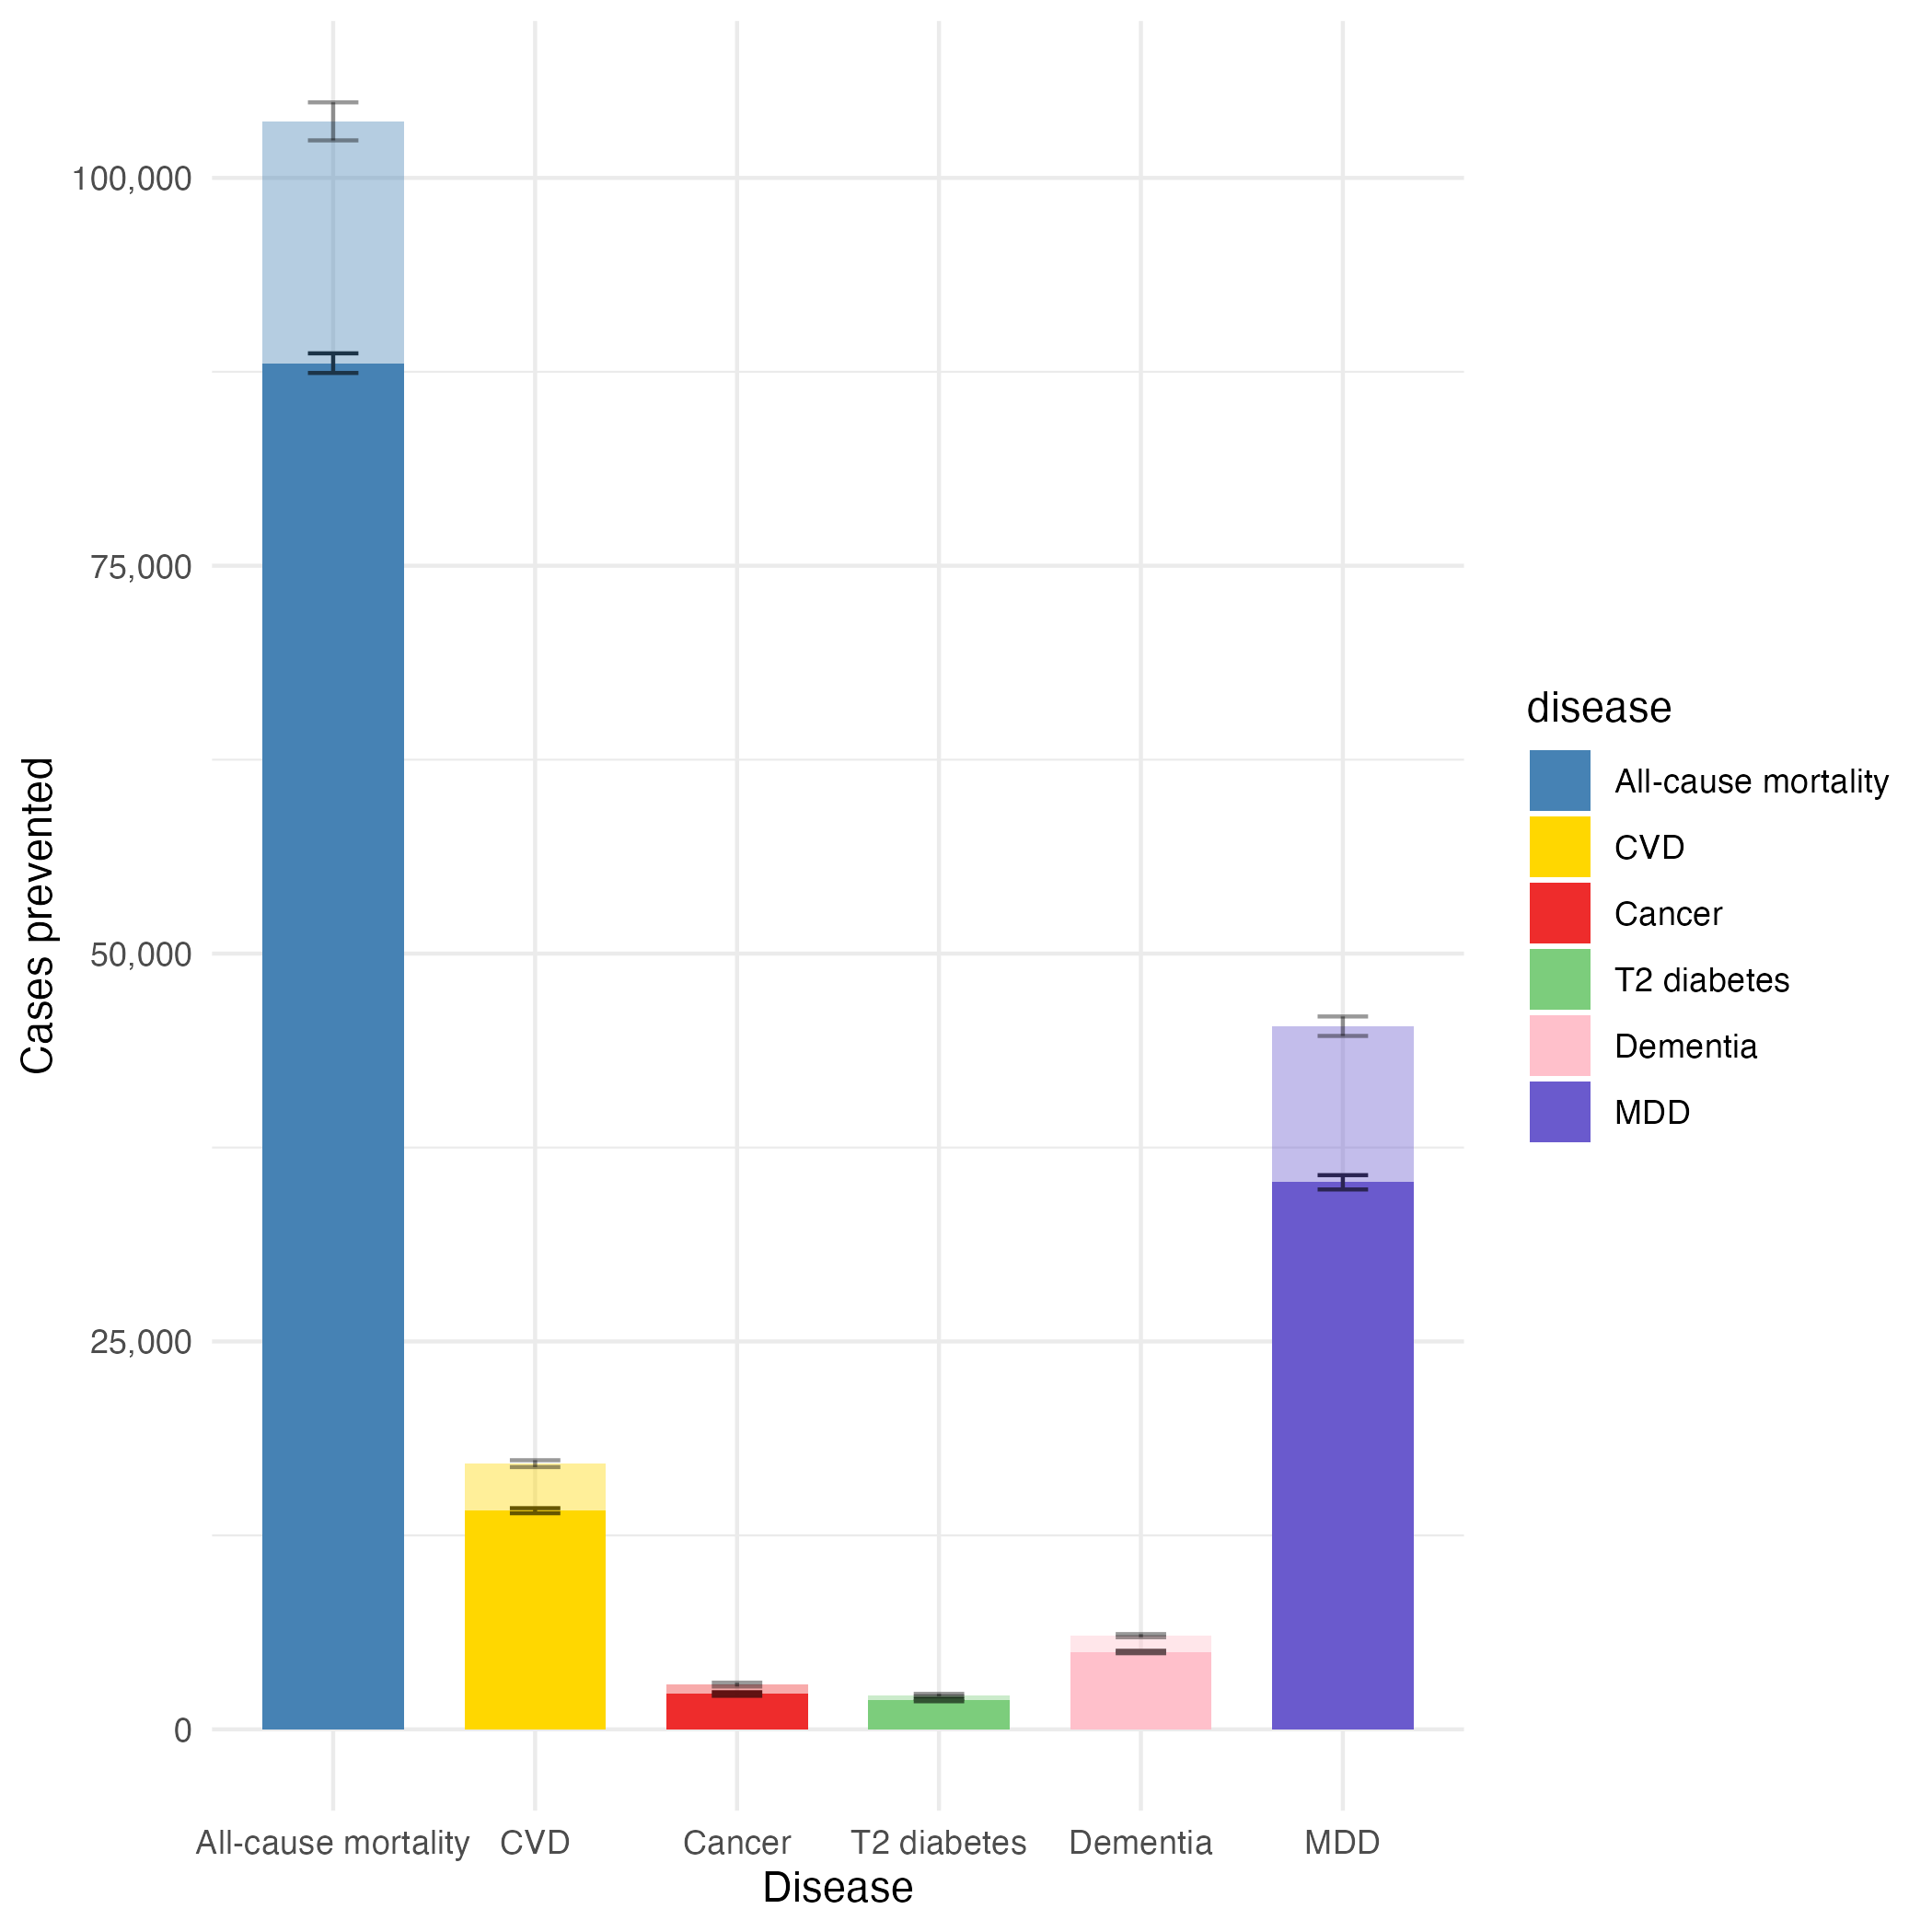 100,000
75,000
50,000
25,000
0
Cases prevented
All-cause mortality
CVD
Cancer
T2 diabetes
Dementia
MDD
Disease
disease
All-cause mortality
CVD
Cancer
T2 diabetes
Dementia
MDD